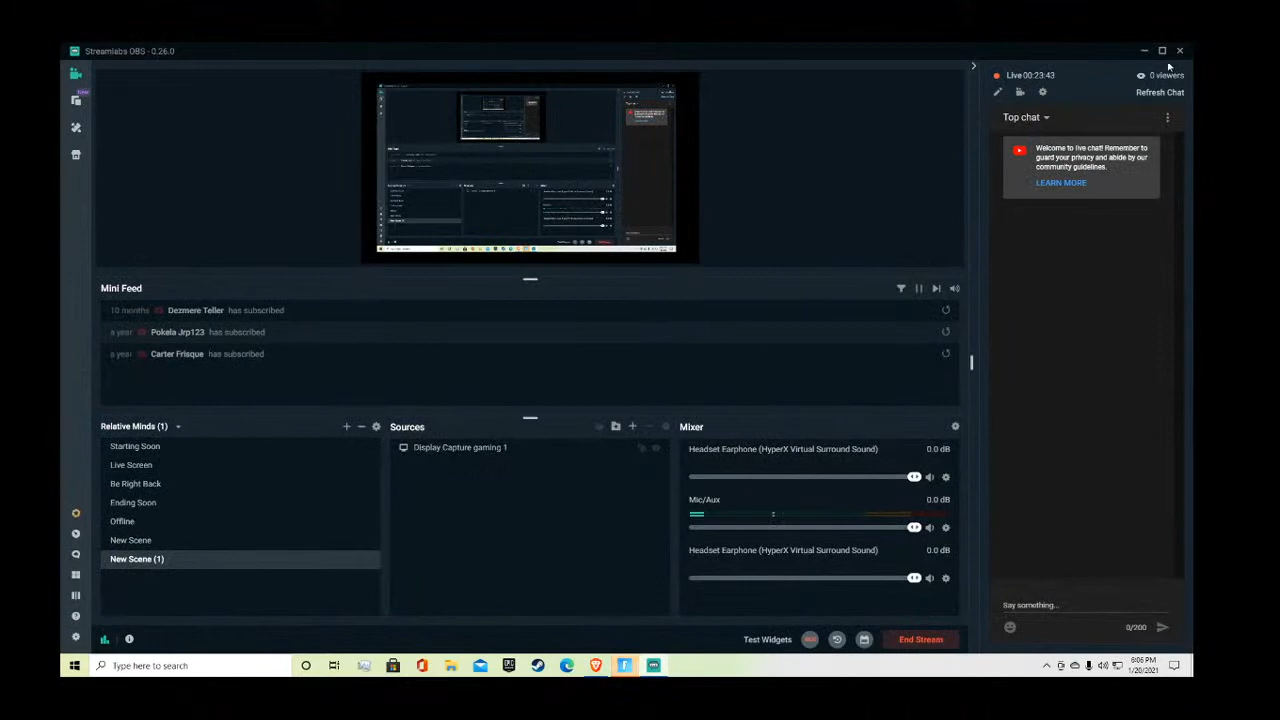 Streamlabs OBS - 0.26.0
Live 00:23:43
0 viewers
New
Refresh Chat
Top chat
Welcome to live chat! Remember to
guard your privacy and abide by our
community guidelines.
LEARN MORE
Mini Feed
10 months Dezmere Teller has subscribed
a year Pokela Jrp123 has subscribed
a year Carter Frisque has subscribed
Relative Minds (1)
Starting Soon
Live Screen
Be Right Back
Ending Soon
Offline
New Scene
New Scene (1)
Sources
Display Capture gaming 1
Mixer
Headset Earphone (HyperX Virtual Surround Sound) 0.0 dB
Mic/Aux 0.0 dB
Headset Earphone (HyperX Virtual Surround Sound) 0.0 dB
Say something...
0/200
Test Widgets
REC
End Stream
Type here to search
EPIC
6:06 PM
1/20/2021